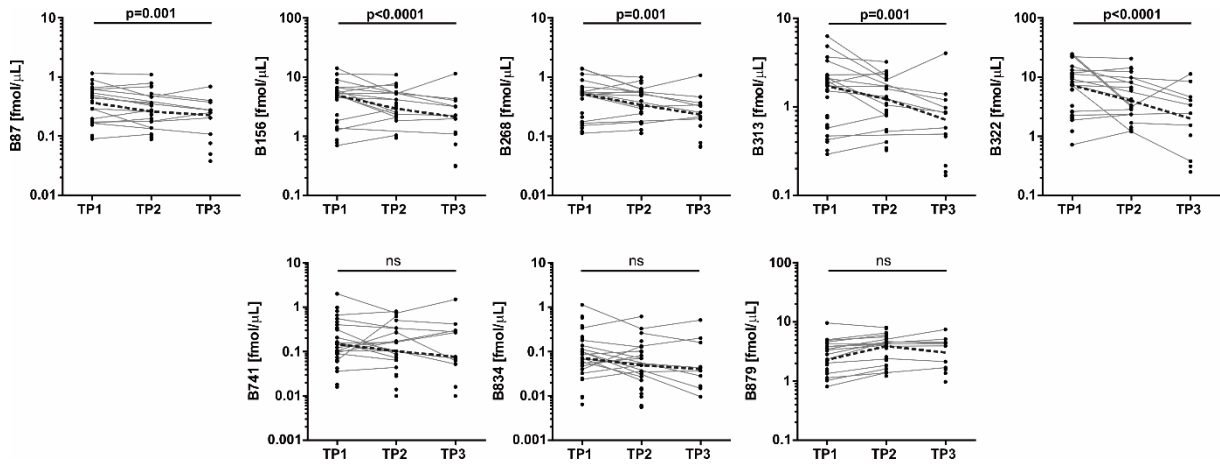 p=0.001
B87 [fmol/μL]
10
1
0.1
0.01
TP1 TP2 TP3
p<0.0001
B156 [fmol/μL]
100
10
1
0.1
TP1 TP2 TP3
p=0.001
B268 [fmol/μL]
10
1
0.1
0.01
TP1 TP2 TP3
p=0.001
B313 [fmol/μL]
10
1
0.1
TP1 TP2 TP3
p<0.0001
B322 [fmol/μL]
100
10
1
0.1
TP1 TP2 TP3
ns
B741 [fmol/μL]
10
1
0.1
0.01
0.001
TP1 TP2 TP3
ns
B834 [fmol/μL]
10
1
0.1
0.01
0.001
TP1 TP2 TP3
ns
B879 [fmol/μL]
100
10
1
0.1
TP1 TP2 TP3